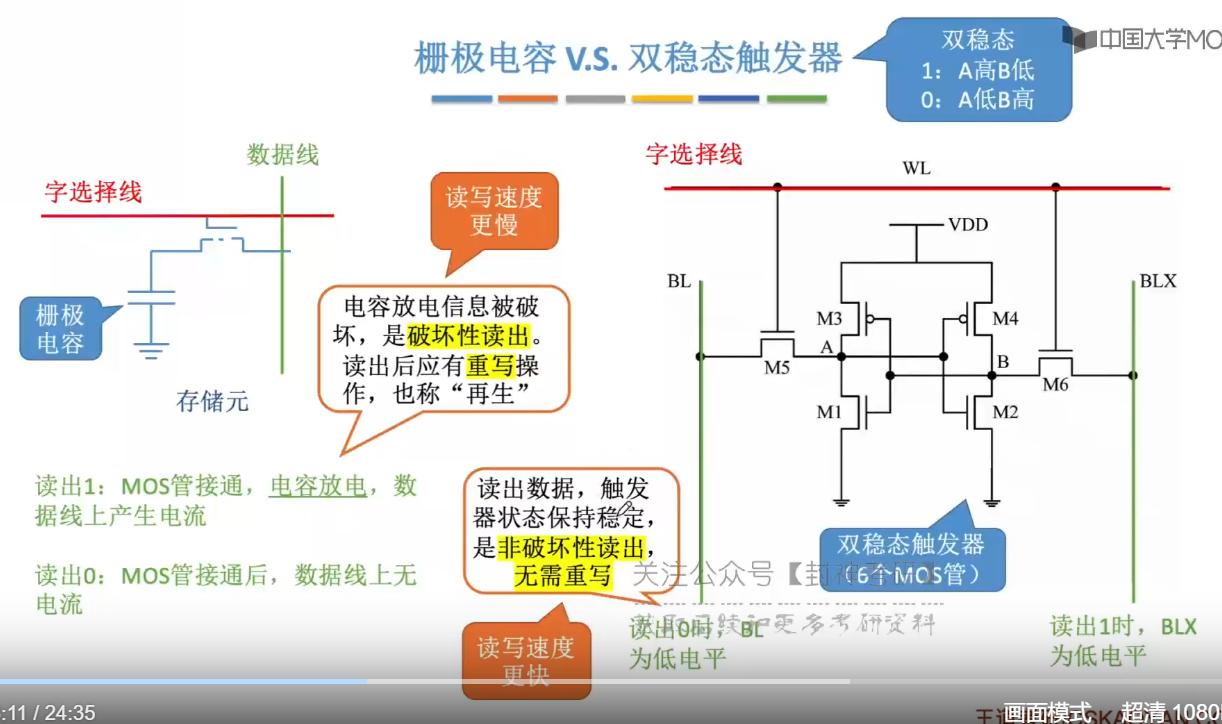 栅极电容 V.S. 双稳态触发器
双稳态
1：A高B低
0：A低B高
中国大学MO
数据线
字选择线
栅极
电容
存储元
读写速度
更慢
电容放电信息被破
坏，是破坏性读出。
读出后应有重写操
作，也称“再生”
读出1：MOS管接通，电容放电，数
据线上产生电流
读出0：MOS管接通后，数据线上无
电流
字选择线
WL
VDD
BL
BLX
M3
M4
A
B
M5
M6
M1
M2
读出数据，触发
器状态保持稳定，
是非破坏性读出，
无需重写
读写速度
更快
双稳态触发器
（6个MOS管）
关注公众号【封神
更多考研资料
读出0时，BL
为低电平
读出1时，BLX
为低电平
:11 / 24:35
画面模式
超清 1080